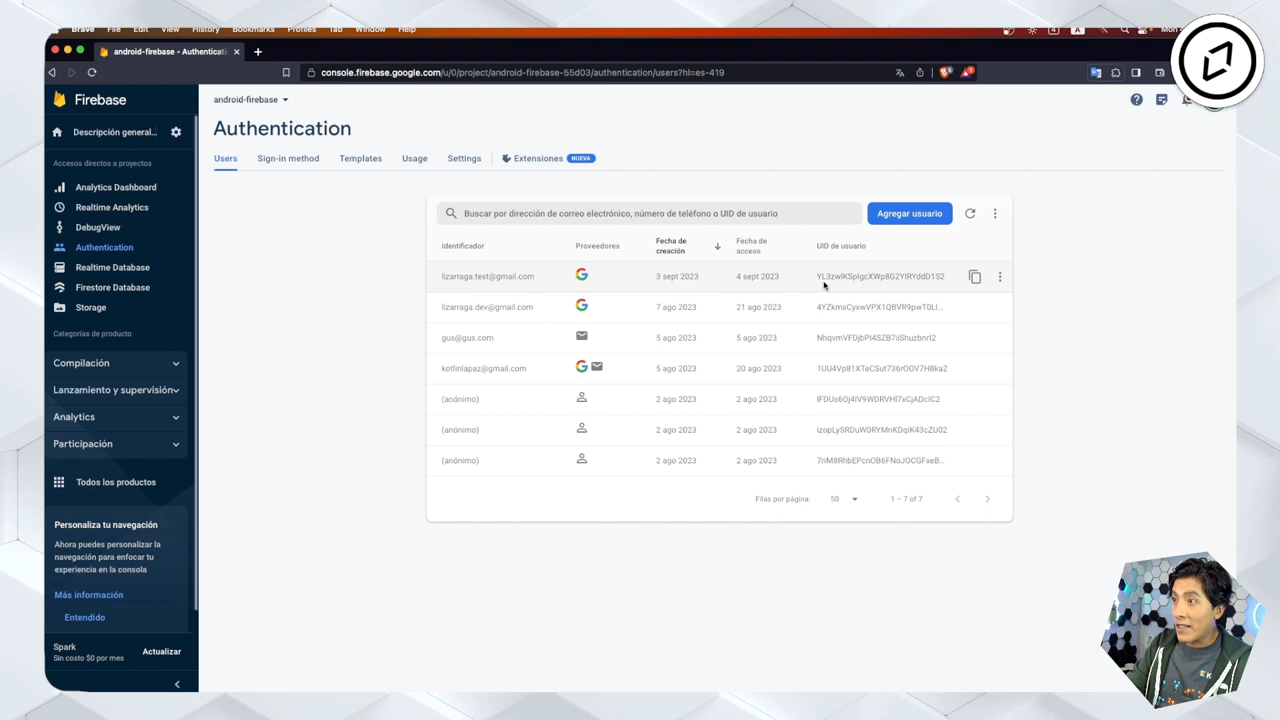 Brave File Edit View History Bookmarks Profiles Tab Window Help
android-firebase - Authenticati
console.firebase.google.com/u/0/project/android-firebase-55d03/authentication/users?hl=es-419
Firebase
android-firebase
Descripción general...
Authentication
Accesos directos a proyectos
Users Sign-in method Templates Usage Settings Extensiones NUEVA
Analytics Dashboard
Realtime Analytics
DebugView
Authentication
Realtime Database
Firestore Database
Storage
Categorías de producto
Compilación
Lanzamiento y supervisión
Analytics
Participación
Todos los productos
Personaliza tu navegación
Ahora puedes personalizar la
navegación para enfocar tu
experiencia en la consola
Más información
Entendido
Spark
Sin costo $0 por mes
Actualizar
Buscar por dirección de correo electrónico, número de teléfono o UID de usuario
Agregar usuario
Identificador Proveedores Fecha de creación Fecha de acceso UID de usuario
lizarraga.test@gmail.com 3 sept 2023 4 sept 2023
lizarraga.dev@gmail.com 7 ago 2023 21 ago 2023
gus@gus.com 5 ago 2023 5 ago 2023
kotlinlapaz@gmail.com 5 ago 2023 20 ago 2023
(anónimo) 2 ago 2023 2 ago 2023
(anónimo) 2 ago 2023 2 ago 2023
(anónimo) 2 ago 2023 2 ago 2023
Filas por página: 50 1 – 7 of 7